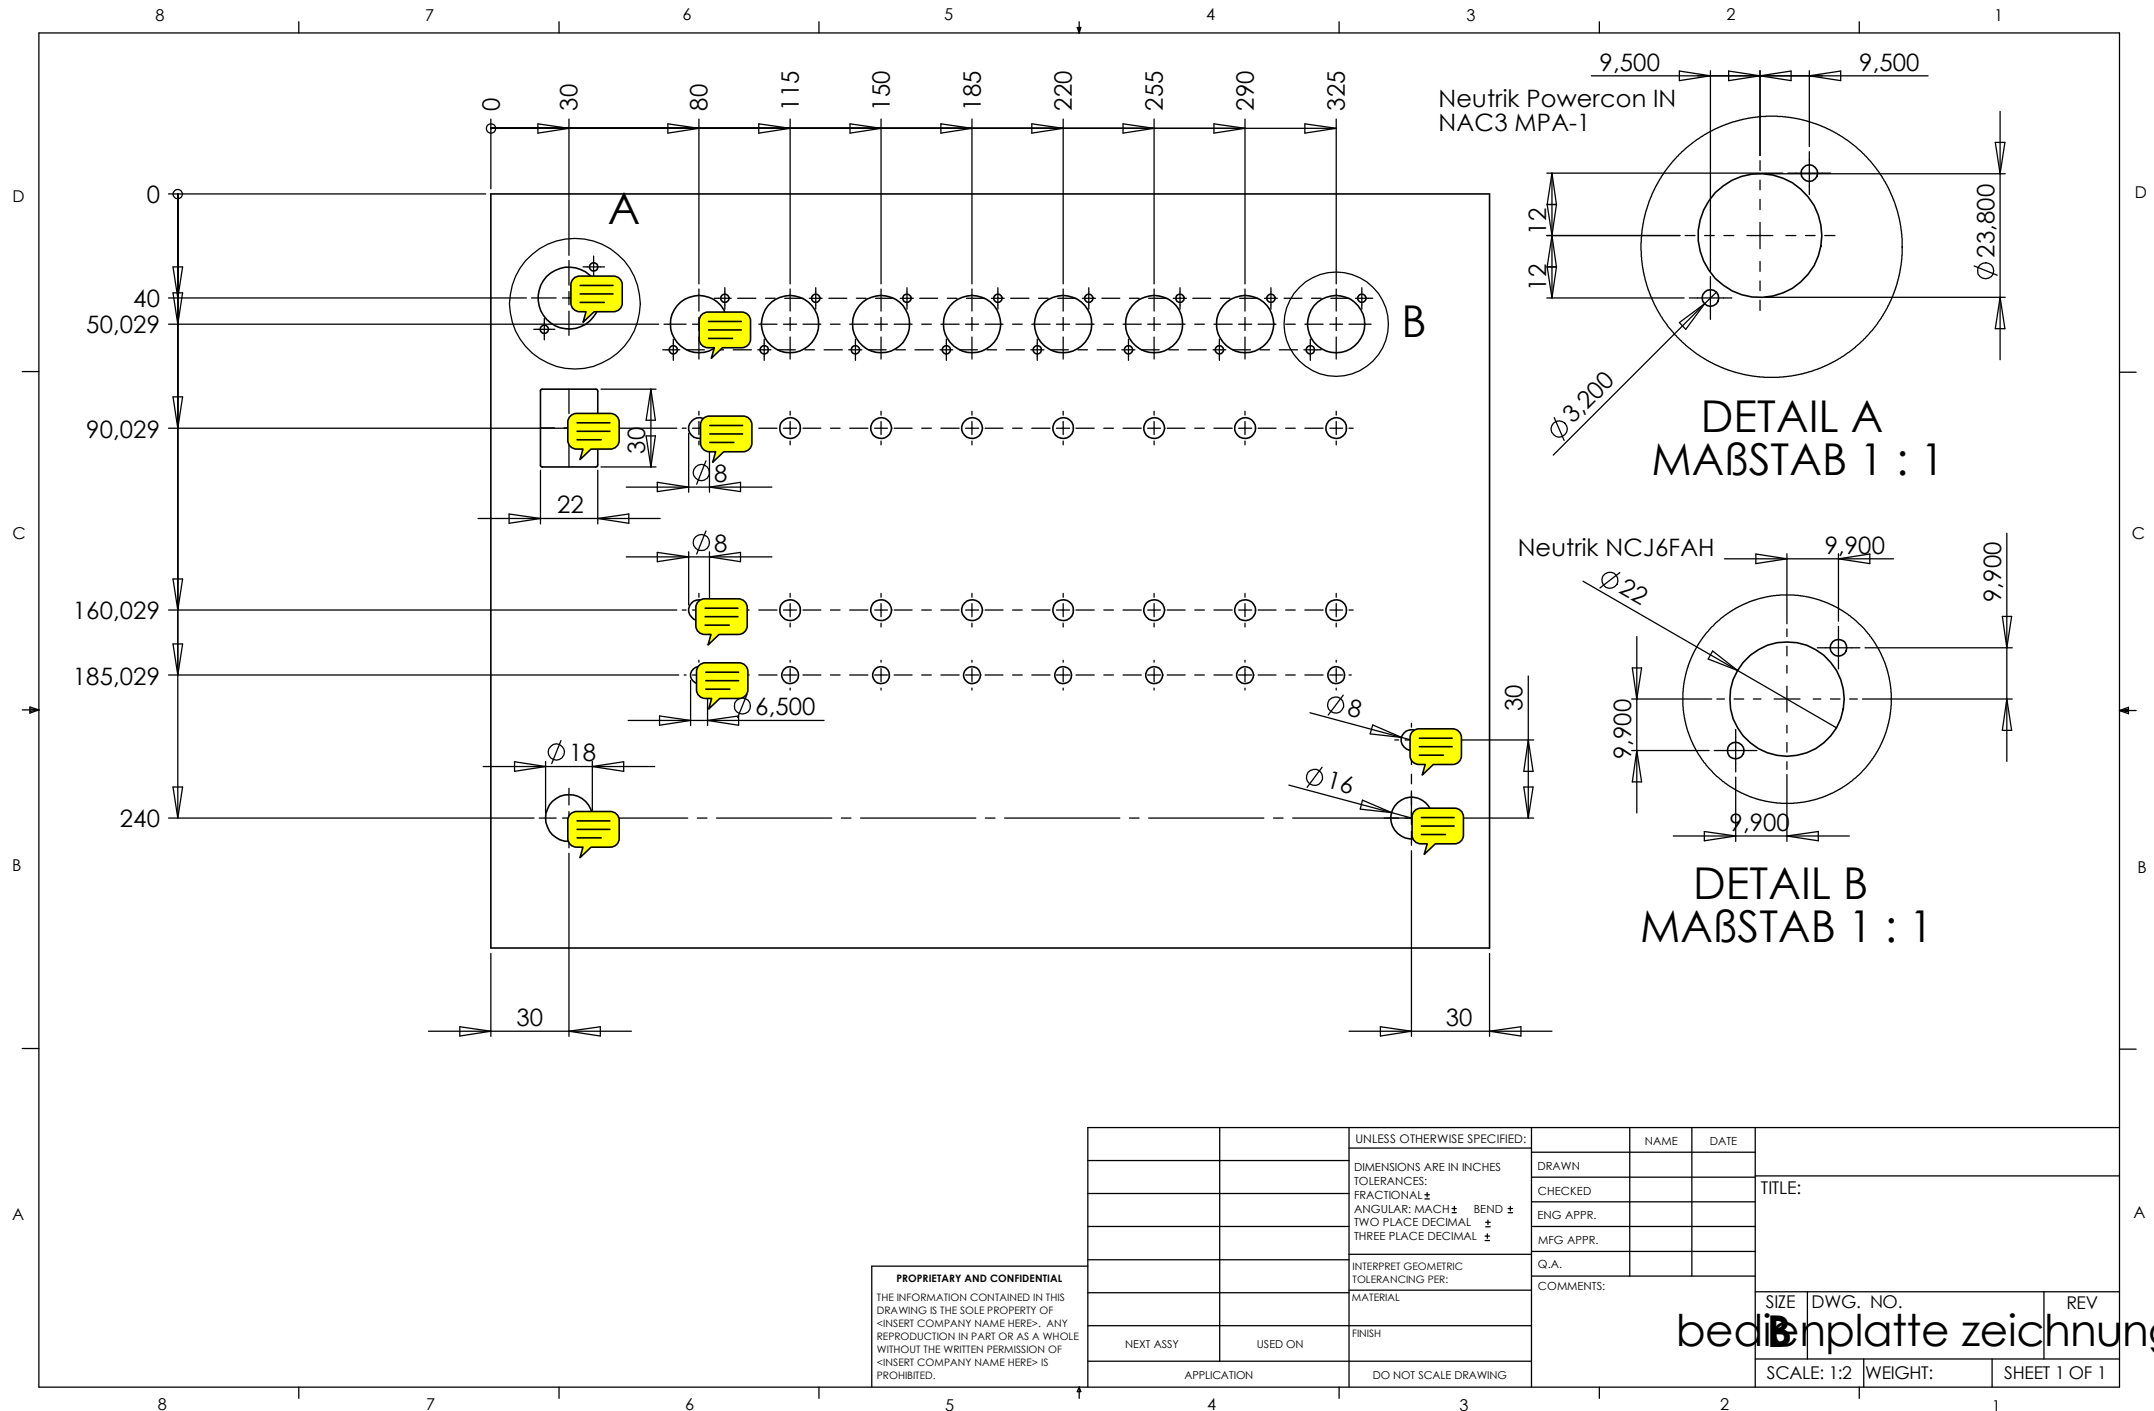 8 7 6 5 4 3 2 1
0 30 80 115 150 185 220 255 290 325
9,500 9,500
Neutrik Powercon IN
NAC3 MPA-1
D D
0
A
12
12
Ø23,800
40
50,029
B
Ø3,200
DETAIL A
MAßSTAB 1 : 1
90,029
30
Ø8
22
C C
Ø8
Neutrik NCJ6FAH
9,900
9,900
Ø22
160,029
185,029
Ø6,500
Ø8
30
9,900
Ø18
Ø16
240
9,900
B B
DETAIL B
MAßSTAB 1 : 1
30 30
A A
UNLESS OTHERWISE SPECIFIED:
DIMENSIONS ARE IN INCHES
TOLERANCES:
FRACTIONAL ±
ANGULAR: MACH ± BEND ±
TWO PLACE DECIMAL ±
THREE PLACE DECIMAL ±
INTERPRET GEOMETRIC
TOLERANCING PER:
MATERIAL
FINISH
DO NOT SCALE DRAWING
NAME DATE
DRAWN
CHECKED
ENG APPR.
MFG APPR.
Q.A.
COMMENTS:
TITLE:
SIZE DWG. NO. REV
B
bedienplatte zeichnung
SCALE: 1:2 WEIGHT: SHEET 1 OF 1
NEXT ASSY USED ON
APPLICATION
PROPRIETARY AND CONFIDENTIAL
THE INFORMATION CONTAINED IN THIS
DRAWING IS THE SOLE PROPERTY OF
<INSERT COMPANY NAME HERE>. ANY
REPRODUCTION IN PART OR AS A WHOLE
WITHOUT THE WRITTEN PERMISSION OF
<INSERT COMPANY NAME HERE> IS
PROHIBITED.
8 7 6 5 4 3 2 1